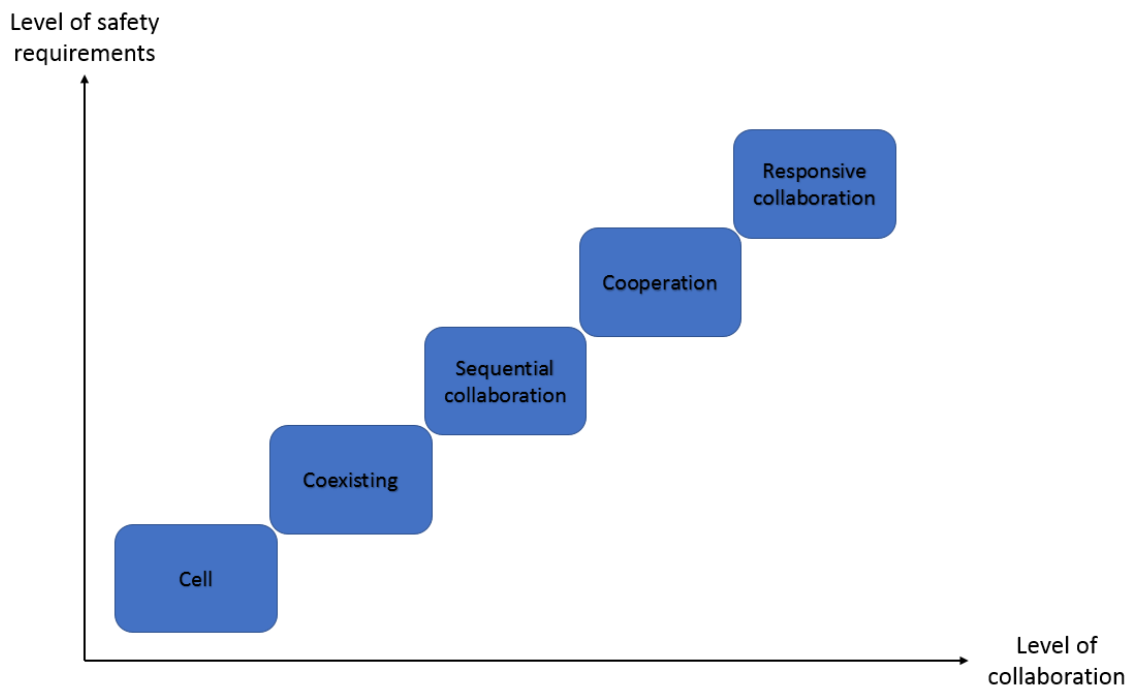 Level of safety
requirements
Responsive
collaboration
Cooperation
Sequential
collaboration
Coexisting
Cell
Level of
collaboration